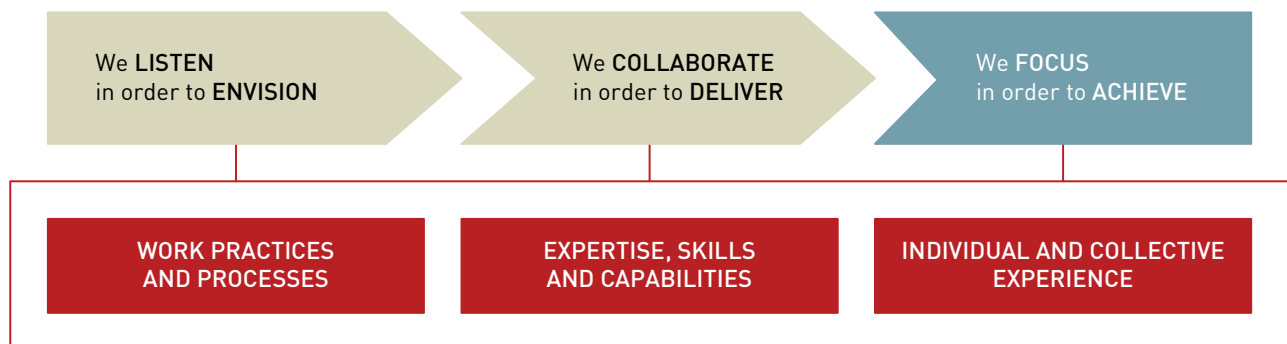 We LISTEN
in order to ENVISION
We COLLABORATE
in order to DELIVER
We FOCUS
in order to ACHIEVE
WORK PRACTICES
AND PROCESSES
EXPERTISE, SKILLS
AND CAPABILITIES
INDIVIDUAL AND COLLECTIVE
EXPERIENCE